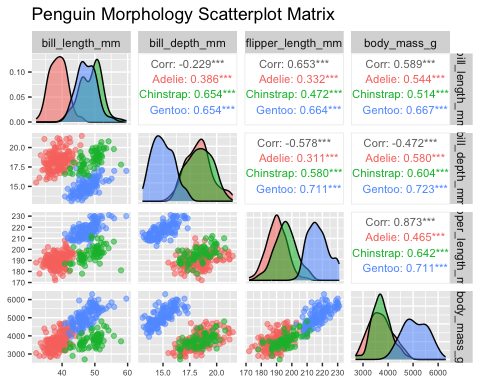 Penguin Morphology Scatterplot Matrix
bill_length_mm bill_depth_mm flipper_length_mm body_mass_g
0.10
0.05
0.00
Corr: -0.229***
Adelie: 0.386***
Chinstrap: 0.654***
Gentoo: 0.654***
Corr: 0.653***
Adelie: 0.332***
Chinstrap: 0.472***
Gentoo: 0.664***
Corr: 0.589***
Adelie: 0.544***
Chinstrap: 0.514***
Gentoo: 0.667***
bill_length_mm
20.0
17.5
15.0
Corr: -0.578***
Adelie: 0.311***
Chinstrap: 0.580***
Gentoo: 0.711***
Corr: -0.472***
Adelie: 0.580***
Chinstrap: 0.604***
Gentoo: 0.723***
bill_depth_mm
230
220
210
200
190
180
170
Corr: 0.873***
Adelie: 0.465***
Chinstrap: 0.642***
Gentoo: 0.711***
pper_length_m
6000
5000
4000
3000
body_mass_g
40 50 60
15.0 17.5 20.0
170 180 190 200 210 220 230
3000 4000 5000 6000